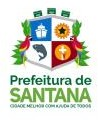 Prefeitura de
SANTANA
CIDADE MELHOR COM AJUDA DE TODOS